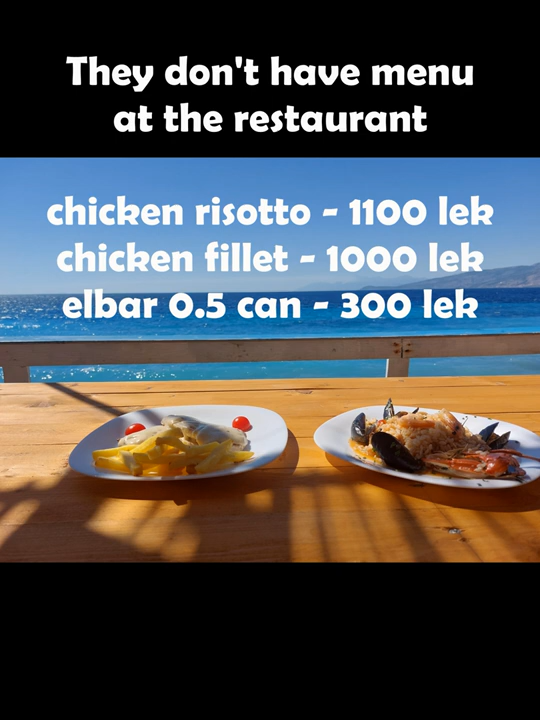 They don't have menu
at the restaurant
chicken risotto - 1100 lek
chicken fillet - 1000 lek
elbar 0.5 can - 300 lek